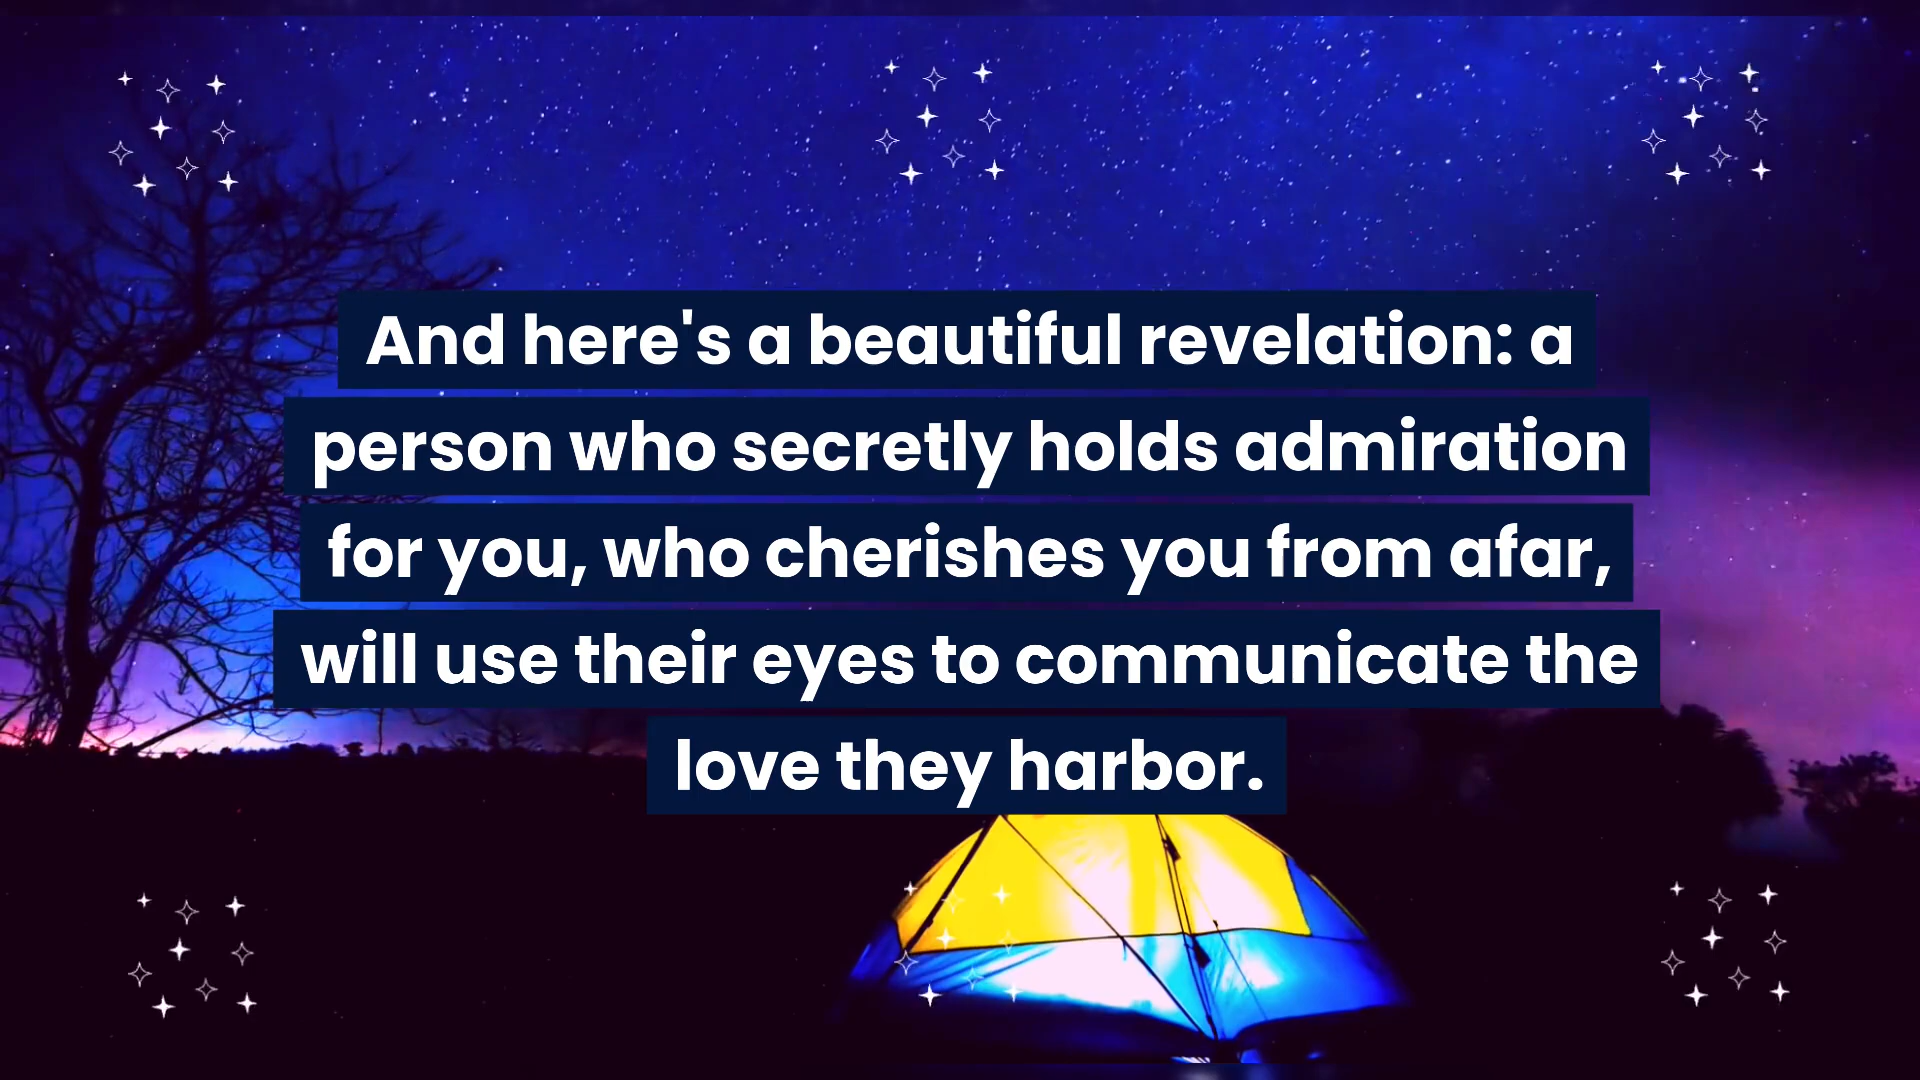 And here's a beautiful revelation: a
person who secretly holds admiration
for you, who cherishes you from afar,
will use their eyes to communicate the
love they harbor.